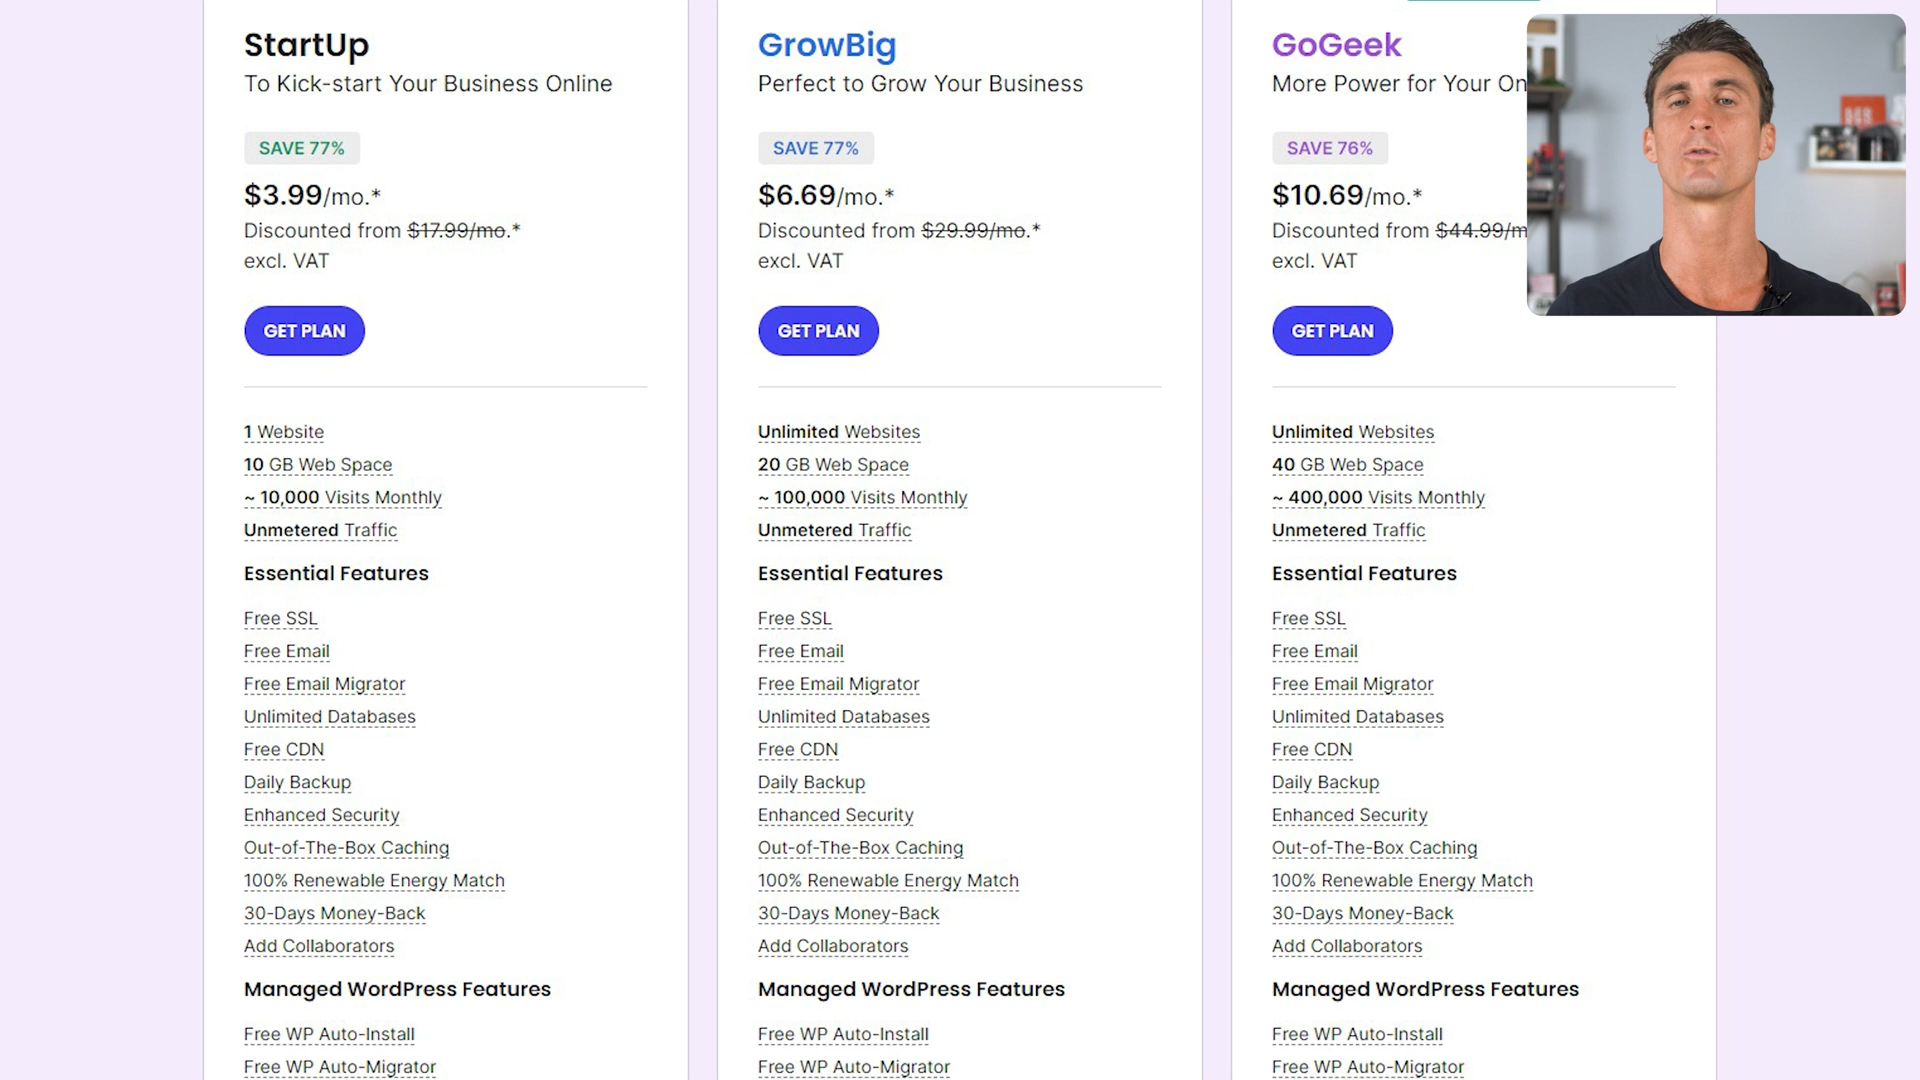 StartUp
To Kick-start Your Business Online
SAVE 77%
$3.99/mo.*
Discounted from $17.99/mo.*
excl. VAT
GET PLAN
1 Website
10 GB Web Space
~ 10,000 Visits Monthly
Unmetered Traffic
Essential Features
Free SSL
Free Email
Free Email Migrator
Unlimited Databases
Free CDN
Daily Backup
Enhanced Security
Out-of-The-Box Caching
100% Renewable Energy Match
30-Days Money-Back
Add Collaborators
Managed WordPress Features
Free WP Auto-Install
Free WP Auto-Migrator
GrowBig
Perfect to Grow Your Business
SAVE 77%
$6.69/mo.*
Discounted from $29.99/mo.*
excl. VAT
GET PLAN
Unlimited Websites
20 GB Web Space
~ 100,000 Visits Monthly
Unmetered Traffic
Essential Features
Free SSL
Free Email
Free Email Migrator
Unlimited Databases
Free CDN
Daily Backup
Enhanced Security
Out-of-The-Box Caching
100% Renewable Energy Match
30-Days Money-Back
Add Collaborators
Managed WordPress Features
Free WP Auto-Install
Free WP Auto-Migrator
GoGeek
More Power for Your On
SAVE 76%
$10.69/mo.*
Discounted from $44.99/m
excl. VAT
GET PLAN
Unlimited Websites
40 GB Web Space
~ 400,000 Visits Monthly
Unmetered Traffic
Essential Features
Free SSL
Free Email
Free Email Migrator
Unlimited Databases
Free CDN
Daily Backup
Enhanced Security
Out-of-The-Box Caching
100% Renewable Energy Match
30-Days Money-Back
Add Collaborators
Managed WordPress Features
Free WP Auto-Install
Free WP Auto-Migrator